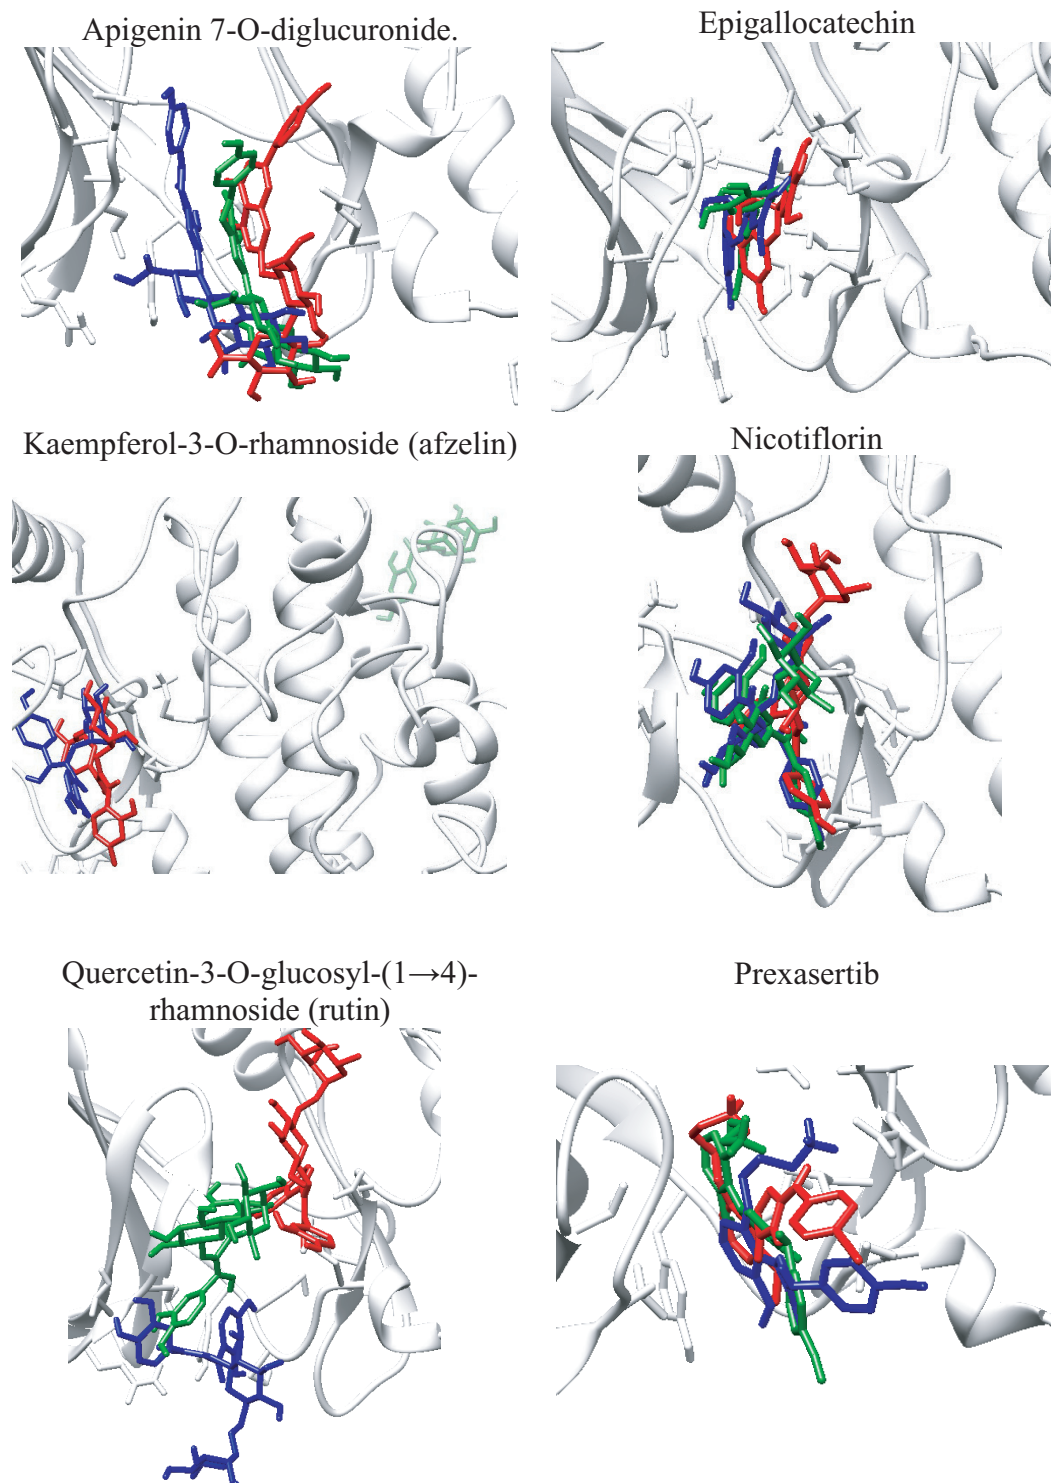 Apigenin 7-O-diglucuronide.
Epigallocatechin
Kaempferol-3-O-rhamnoside (afzelin)
Nicotiflorin
Quercetin-3-O-glucosyl-(1→4)-
rhamnoside (rutin)
Prexasertib